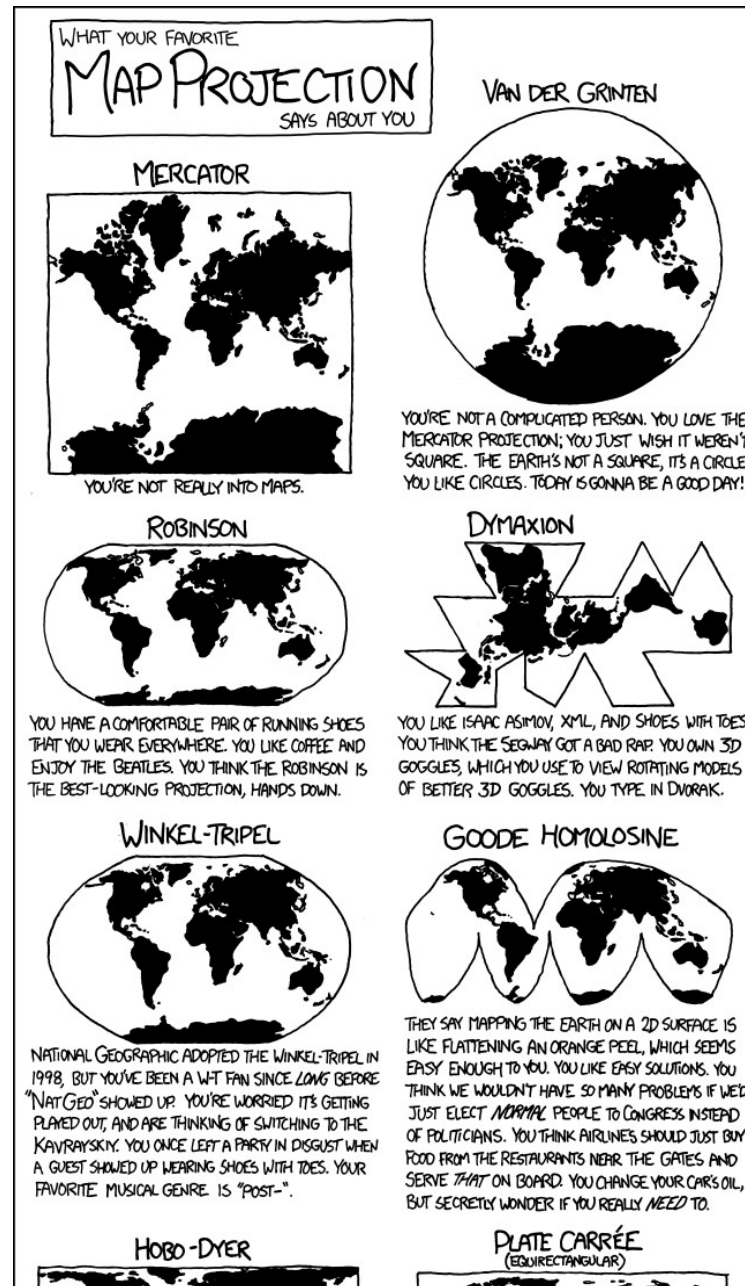 WHAT YOUR FAVORITE
MAP PROJECTION
SAYS ABOUT YOU
MERCATOR
YOU'RE NOT REALLY INTO MAPS.
VAN DER GRINTEN
YOU'RE NOT A COMPLICATED PERSON. YOU LOVE THE
MERCATOR PROJECTION; YOU JUST WISH IT WEREN'T
SQUARE. THE EARTH'S NOT A SQUARE, IT'S A CIRCLE.
YOU LIKE CIRCLES. TODAY IS GONNA BE A GOOD DAY!
ROBINSON
YOU HAVE A COMFORTABLE PAIR OF RUNNING SHOES
THAT YOU WEAR EVERYWHERE. YOU LIKE COFFEE AND
ENJOY THE BEATLES. YOU THINK THE ROBINSON IS
THE BEST-LOOKING PROJECTION, HANDS DOWN.
DYMAXION
YOU LIKE ISAAC ASIMOV, XML, AND SHOES WITH TOES.
YOU THINK THE SEGWAY GOT A BAD RAP. YOU OWN 3D
GOGGLES, WHICH YOU USE TO VIEW ROTATING MODELS
OF BETTER 3D GOGGLES. YOU TYPE IN DVORAK.
WINKEL-TRIPEL
NATIONAL GEOGRAPHIC ADOPTED THE WINKEL-TRIPEL IN
1998, BUT YOU'VE BEEN A W-T FAN SINCE LONG BEFORE
"NAT GEO" SHOWED UP. YOU'RE WORRIED IT'S GETTING
PLAYED OUT, AND ARE THINKING OF SWITCHING TO THE
KAVRAYSKIY. YOU ONCE LEFT A PARTY IN DISGUST WHEN
A GUEST SHOWED UP WEARING SHOES WITH TOES. YOUR
FAVORITE MUSICAL GENRE IS "POST-".
GOODE HOMOLOSINE
THEY SAY MAPPING THE EARTH ON A 2D SURFACE IS
LIKE FLATTENING AN ORANGE PEEL, WHICH SEEMS
EASY ENOUGH TO YOU. YOU LIKE EASY SOLUTIONS. YOU
THINK WE WOULDN'T HAVE SO MANY PROBLEMS IF WE'D
JUST ELECT NORMAL PEOPLE TO CONGRESS INSTEAD
OF POLITICIANS. YOU THINK AIRLINES SHOULD JUST BUY
FOOD FROM THE RESTAURANTS NEAR THE GATES AND
SERVE THAT ON BOARD. YOU CHANGE YOUR CAR'S OIL,
BUT SECRETLY WONDER IF YOU REALLY NEED TO.
HOBO-DYER
PLATE CARRÉE
(EQUIRECTANGULAR)